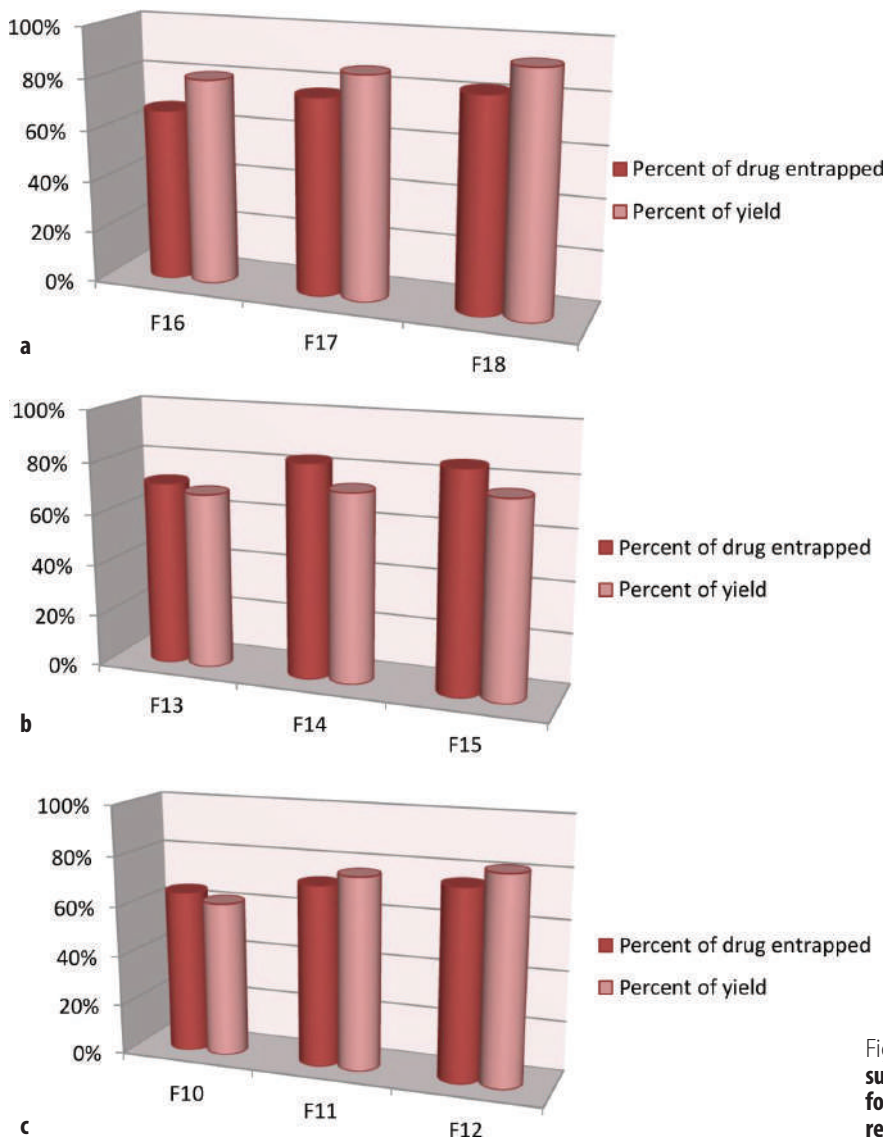 100%
80%
60%
40%
20%
0%
F16
F17
F18
Percent of drug entrapped
Percent of yield
a
100%
80%
60%
40%
20%
0%
F13
F14
F15
Percent of drug entrapped
Percent of yield
b
100%
80%
60%
40%
20%
0%
F10
F11
F12
Percent of drug entrapped
Percent of yield
c